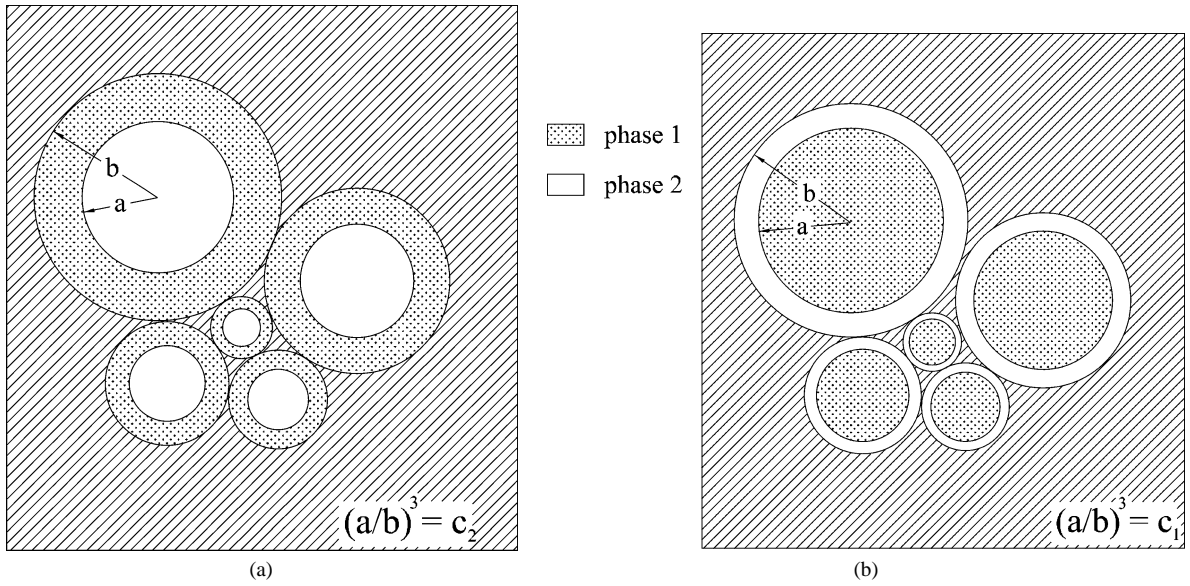 b
a
(a/b)³ = c₂
(a)
phase 1
phase 2
b
a
(a/b)³ = c₁
(b)